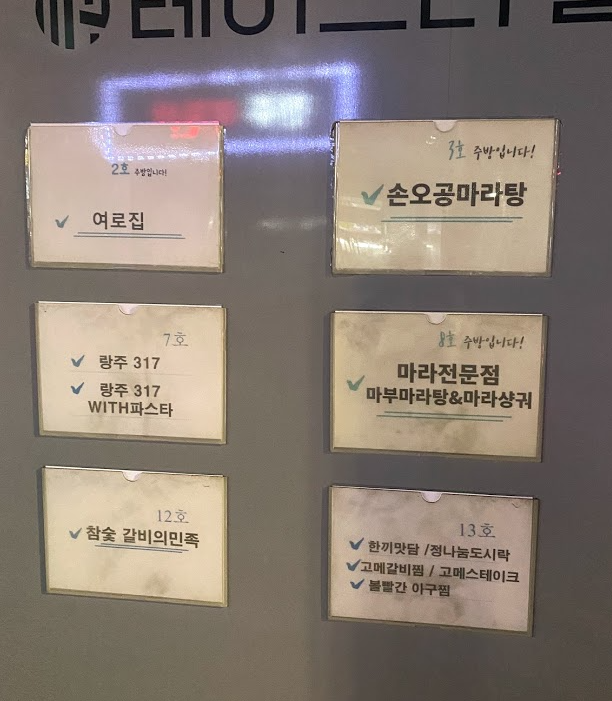 테이스티
2호 주방입니다!
여로집
3호 주방입니다!
손오공마라탕
7호
랑주 317
랑주 317
WITH파스타
8호 주방입니다!
마라전문점
마부마라탕&마라샹궈
12호
참숯 갈비의민족
13호
한끼맛담 /정나눔도시락
고메갈비찜 / 고메스테이크
볼빨간 아구찜